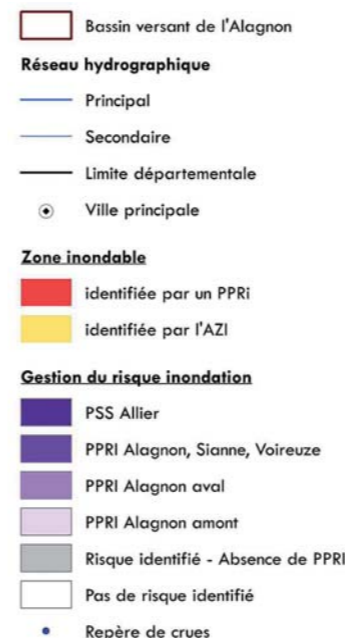 Bassin versant de l'Alagnon
Réseau hydrographique
Principal
Secondaire
Limite départementale
Ville principale
Zone inondable
identifiée par un PPRi
identifiée par l'AZI
Gestion du risque inondation
PSS Allier
PPRI Alagnon, Sianne, Voireuze
PPRI Alagnon aval
PPRI Alagnon amont
Risque identifié - Absence de PPRI
Pas de risque identifié
Repère de crues